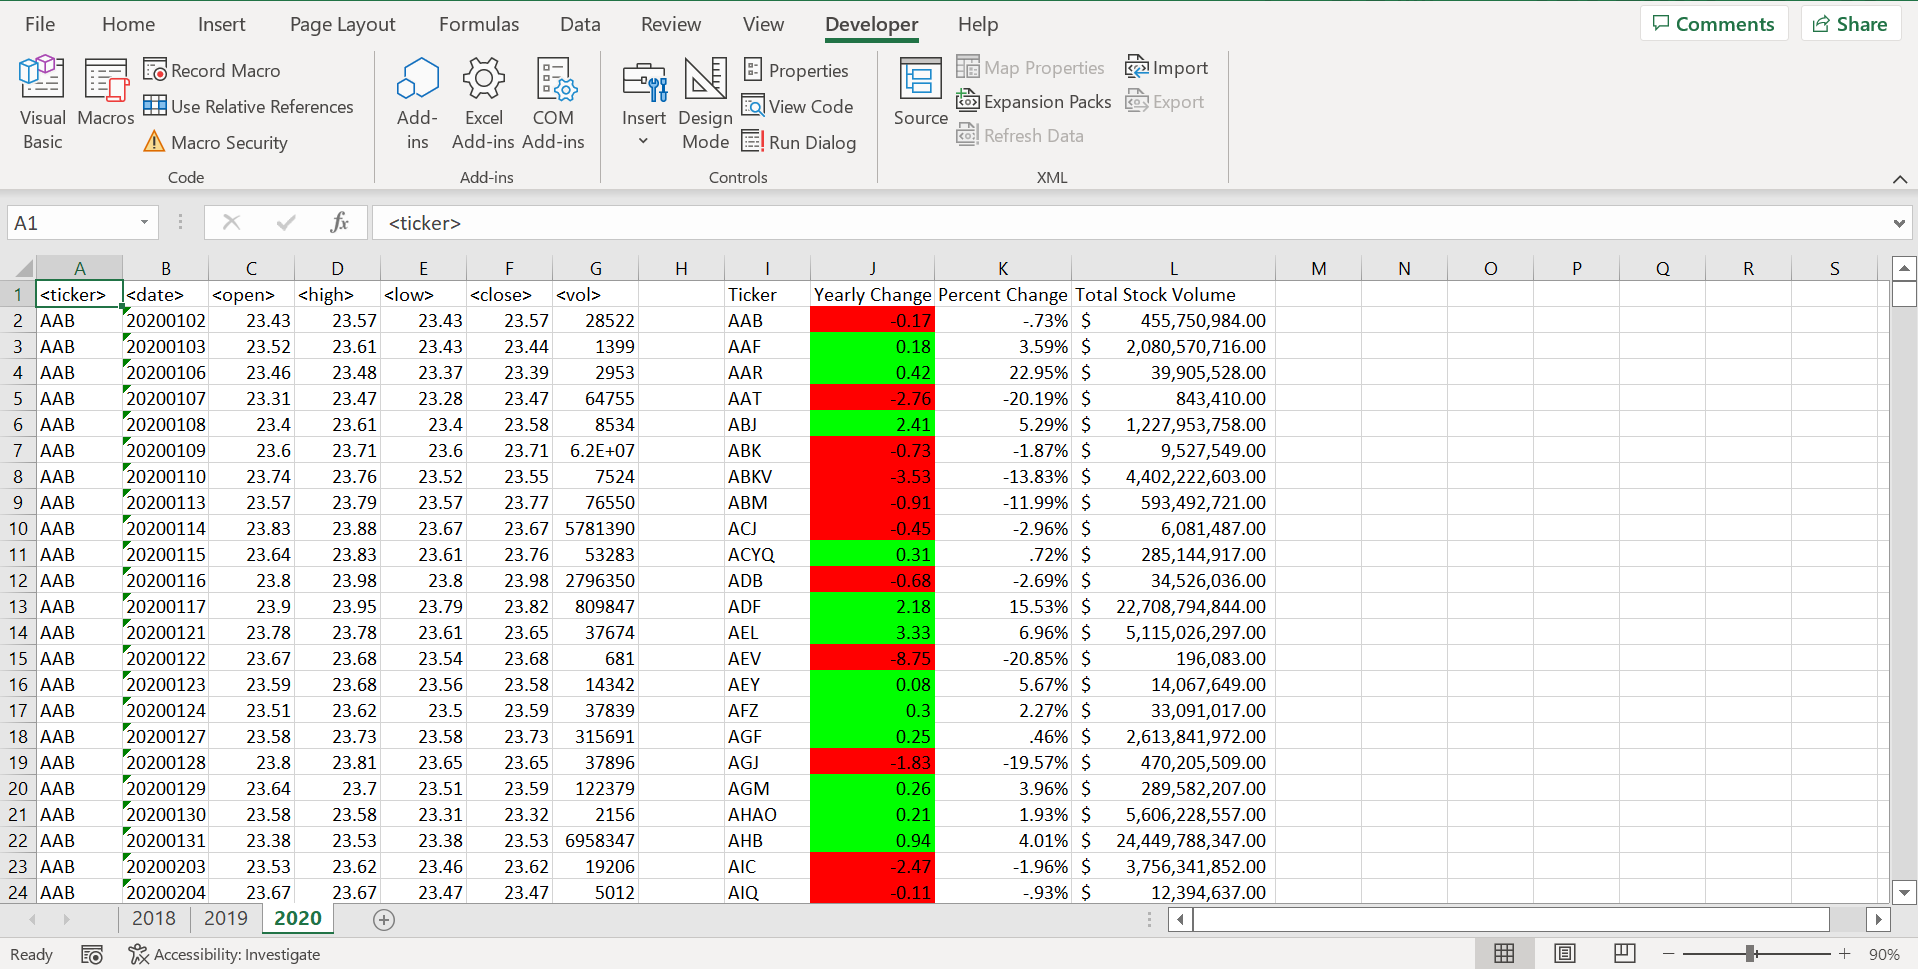 File Home Insert Page Layout Formulas Data Review View Developer Help Comments Share
Visual Basic
Macros
Record Macro
Use Relative References
Macro Security
Code
Add-ins
Excel Add-ins
COM Add-ins
Add-ins
Insert
Design Mode
Properties
View Code
Run Dialog
Controls
Source
Map Properties
Expansion Packs
Refresh Data
Import
Export
XML
A1 fx <ticker>
A B C D E F G H I J K L M N O P Q R S
1 <ticker> <date> <open> <high> <low> <close> <vol> Ticker Yearly Change Percent Change Total Stock Volume
2 AAB 20200102 23.43 23.57 23.43 23.57 28522 AAB -0.17 -.73% $ 455,750,984.00
3 AAB 20200103 23.52 23.61 23.43 23.44 1399 AAF 0.18 3.59% $ 2,080,570,716.00
4 AAB 20200106 23.46 23.48 23.37 23.39 2953 AAR 0.42 22.95% $ 39,905,528.00
5 AAB 20200107 23.31 23.47 23.28 23.47 64755 AAT -2.76 -20.19% $ 843,410.00
6 AAB 20200108 23.4 23.61 23.4 23.58 8534 ABJ 2.41 5.29% $ 1,227,953,758.00
7 AAB 20200109 23.6 23.71 23.6 23.71 6.2E+07 ABK -0.73 -1.87% $ 9,527,549.00
8 AAB 20200110 23.74 23.76 23.52 23.55 7524 ABKV -3.53 -13.83% $ 4,402,222,603.00
9 AAB 20200113 23.57 23.79 23.57 23.77 76550 ABM -0.91 -11.99% $ 593,492,721.00
10 AAB 20200114 23.83 23.88 23.67 23.67 5781390 ACJ -0.45 -2.96% $ 6,081,487.00
11 AAB 20200115 23.64 23.83 23.61 23.76 53283 ACYQ 0.31 .72% $ 285,144,917.00
12 AAB 20200116 23.8 23.98 23.8 23.98 2796350 ADB -0.68 -2.69% $ 34,526,036.00
13 AAB 20200117 23.9 23.95 23.79 23.82 809847 ADF 2.18 15.53% $ 22,708,794,844.00
14 AAB 20200121 23.78 23.78 23.61 23.65 37674 AEL 3.33 6.96% $ 5,115,026,297.00
15 AAB 20200122 23.67 23.68 23.54 23.68 681 AEV -8.75 -20.85% $ 196,083.00
16 AAB 20200123 23.59 23.68 23.56 23.58 14342 AEY 0.08 5.67% $ 14,067,649.00
17 AAB 20200124 23.51 23.62 23.5 23.59 37839 AFZ 0.3 2.27% $ 33,091,017.00
18 AAB 20200127 23.58 23.73 23.58 23.73 315691 AGF 0.25 .46% $ 2,613,841,972.00
19 AAB 20200128 23.8 23.81 23.65 23.65 37896 AGJ -1.83 -19.57% $ 470,205,509.00
20 AAB 20200129 23.64 23.7 23.51 23.59 122379 AGM 0.26 3.96% $ 289,582,207.00
21 AAB 20200130 23.58 23.58 23.31 23.32 2156 AHAO 0.21 1.93% $ 5,606,228,557.00
22 AAB 20200131 23.38 23.53 23.38 23.53 6958347 AHB 0.94 4.01% $ 24,449,788,347.00
23 AAB 20200203 23.53 23.62 23.46 23.62 19206 AIC -2.47 -1.96% $ 3,756,341,852.00
24 AAB 20200204 23.67 23.67 23.47 23.47 5012 AIQ -0.11 -.93% $ 12,394,637.00
2018 2019 2020
Ready Accessibility: Investigate 90%